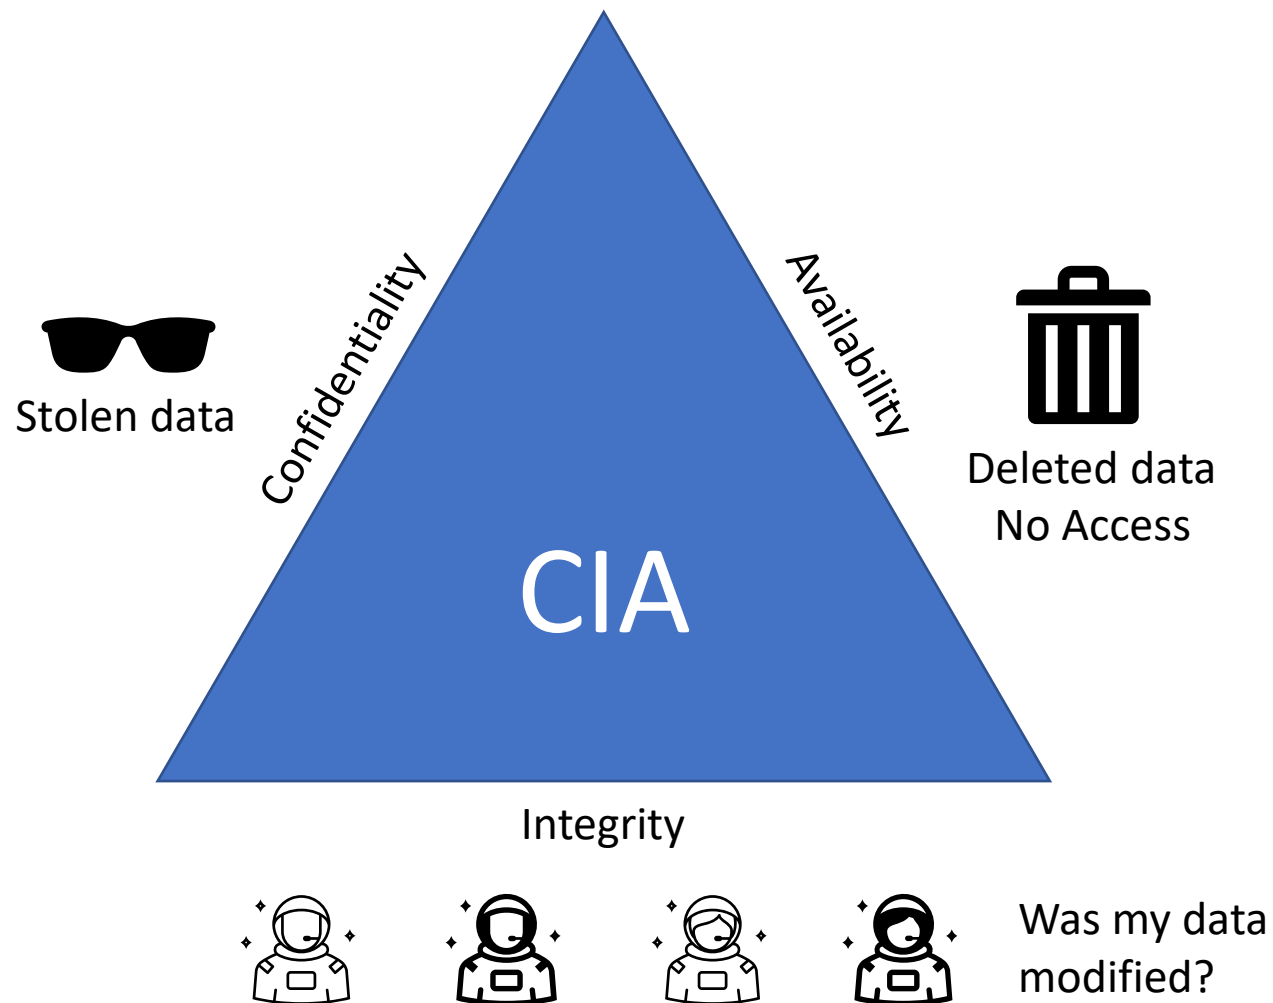 Confidentiality
Availability
Stolen data
Deleted data
No Access
CIA
Integrity
Was my data
modified?